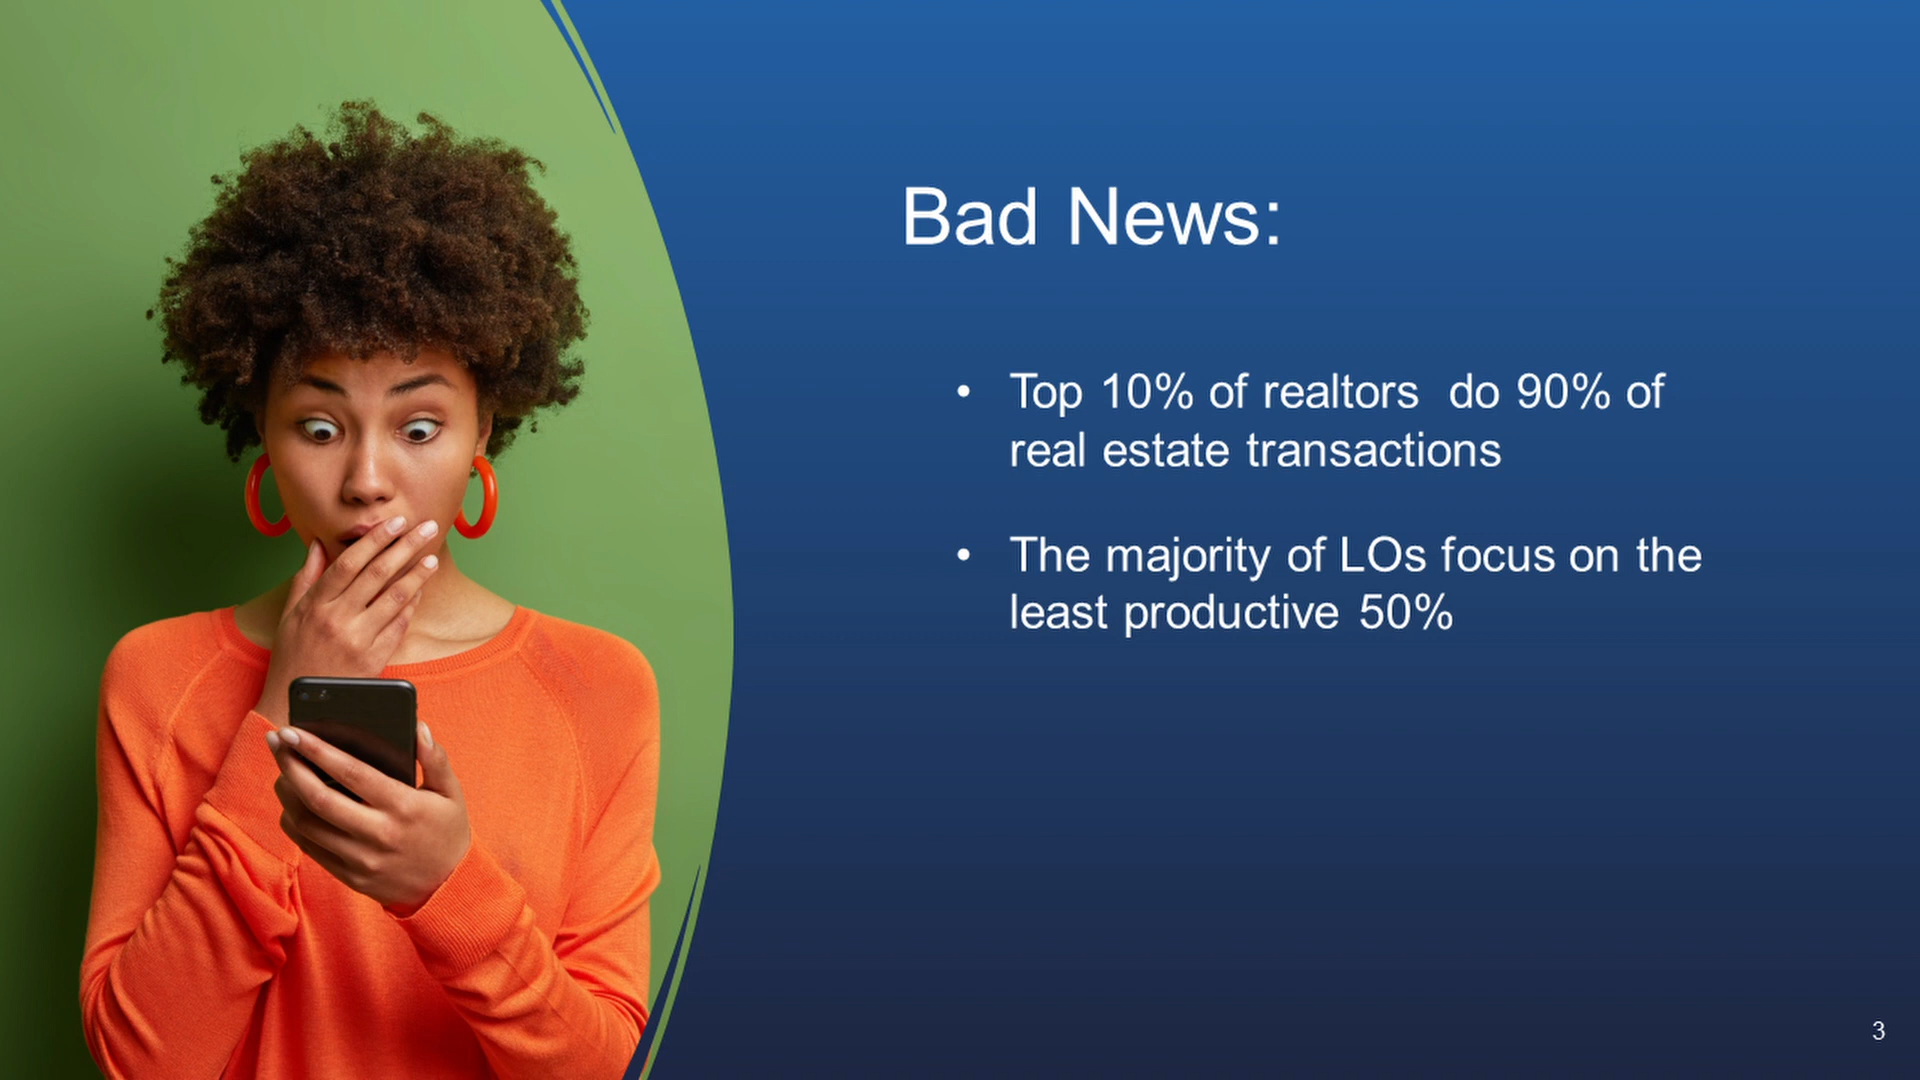 Bad News:
• Top 10% of realtors  do 90% of
real estate transactions
• The majority of LOs focus on the
least productive 50%
3